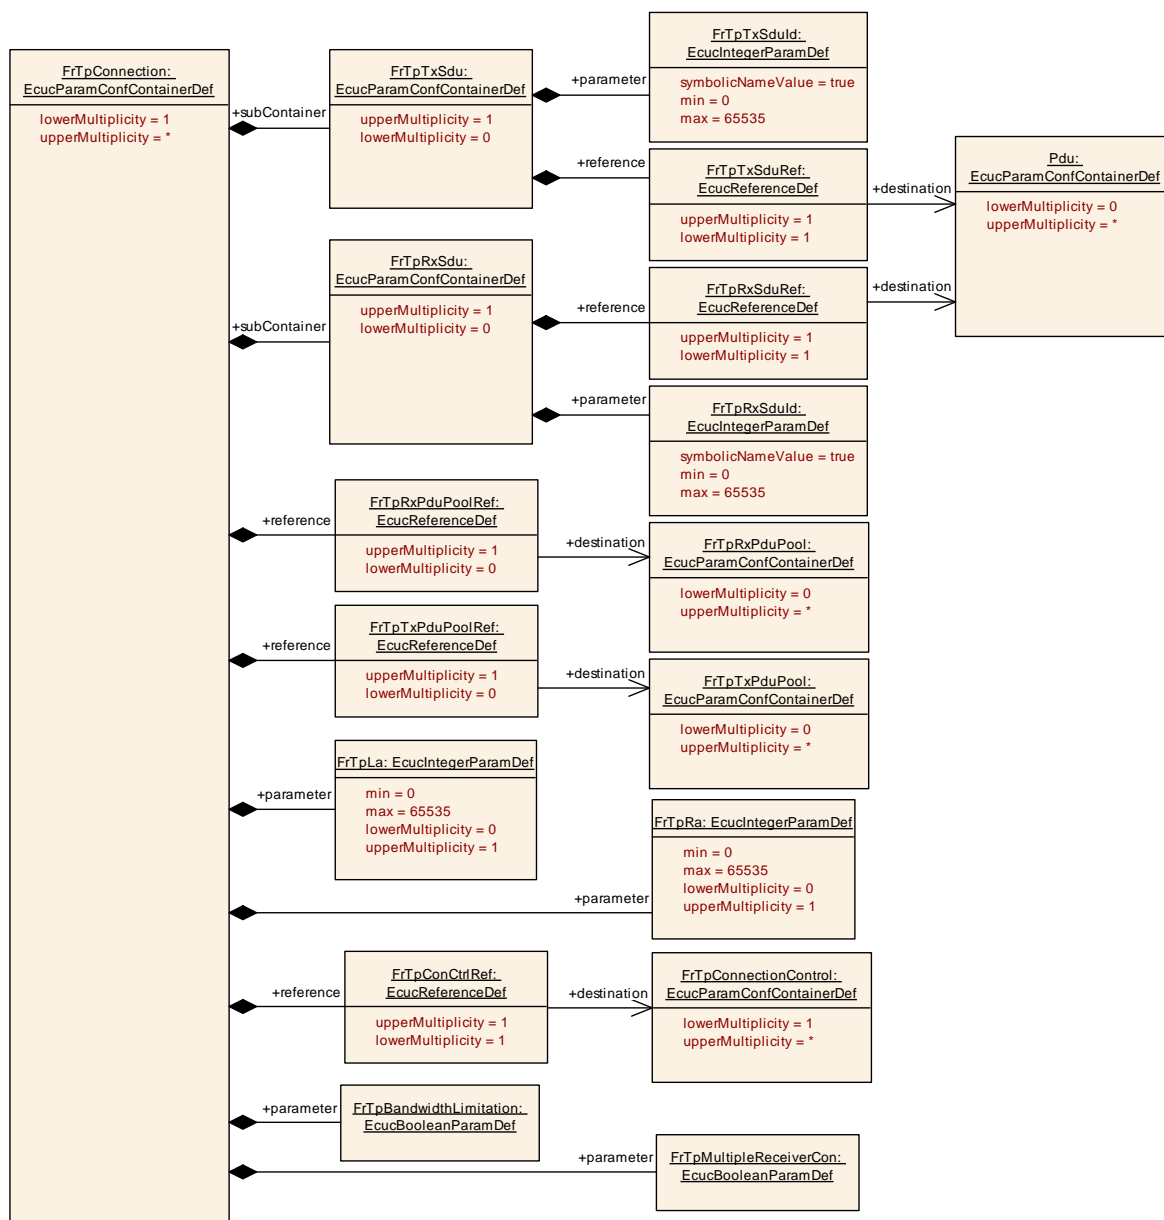 FrTpConnection:
EcucParamConfContainerDef
lowerMultiplicity = 1
upperMultiplicity = *
+subContainer
FrTpTxSdu:
EcucParamConfContainerDef
upperMultiplicity = 1
lowerMultiplicity = 0
+parameter
FrTpTxSduId:
EcucIntegerParamDef
symbolicNameValue = true
min = 0
max = 65535
+reference
FrTpTxSduRef:
EcucReferenceDef
upperMultiplicity = 1
lowerMultiplicity = 1
+destination
Pdu:
EcucParamConfContainerDef
lowerMultiplicity = 0
upperMultiplicity = *
+subContainer
FrTpRxSdu:
EcucParamConfContainerDef
upperMultiplicity = 1
lowerMultiplicity = 0
+reference
FrTpRxSduRef:
EcucReferenceDef
upperMultiplicity = 1
lowerMultiplicity = 1
+destination
+parameter
FrTpRxSduId:
EcucIntegerParamDef
symbolicNameValue = true
min = 0
max = 65535
+reference
FrTpRxPduPoolRef:
EcucReferenceDef
upperMultiplicity = 1
lowerMultiplicity = 0
+destination
FrTpRxPduPool:
EcucParamConfContainerDef
lowerMultiplicity = 0
upperMultiplicity = *
+reference
FrTpTxPduPoolRef:
EcucReferenceDef
upperMultiplicity = 1
lowerMultiplicity = 0
+destination
FrTpTxPduPool:
EcucParamConfContainerDef
lowerMultiplicity = 0
upperMultiplicity = *
+parameter
FrTpLa: EcucIntegerParamDef
min = 0
max = 65535
lowerMultiplicity = 0
upperMultiplicity = 1
+parameter
FrTpRa: EcucIntegerParamDef
min = 0
max = 65535
lowerMultiplicity = 0
upperMultiplicity = 1
+reference
FrTpConCtrlRef:
EcucReferenceDef
upperMultiplicity = 1
lowerMultiplicity = 1
+destination
FrTpConnectionControl:
EcucParamConfContainerDef
lowerMultiplicity = 1
upperMultiplicity = *
+parameter
FrTpBandwidthLimitation:
EcucBooleanParamDef
+parameter
FrTpMultipleReceiverCon:
EcucBooleanParamDef